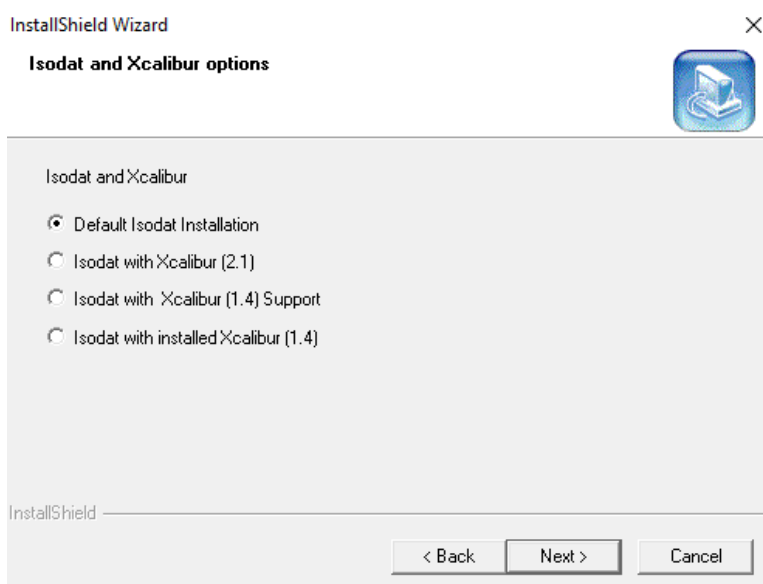 InstallShield Wizard
Isodat and Xcalibur options
Isodat and Xcalibur
Default Isodat Installation
Isodat with Xcalibur (2.1)
Isodat with Xcalibur (1.4) Support
Isodat with installed Xcalibur (1.4)
InstallShield
< Back Next > Cancel